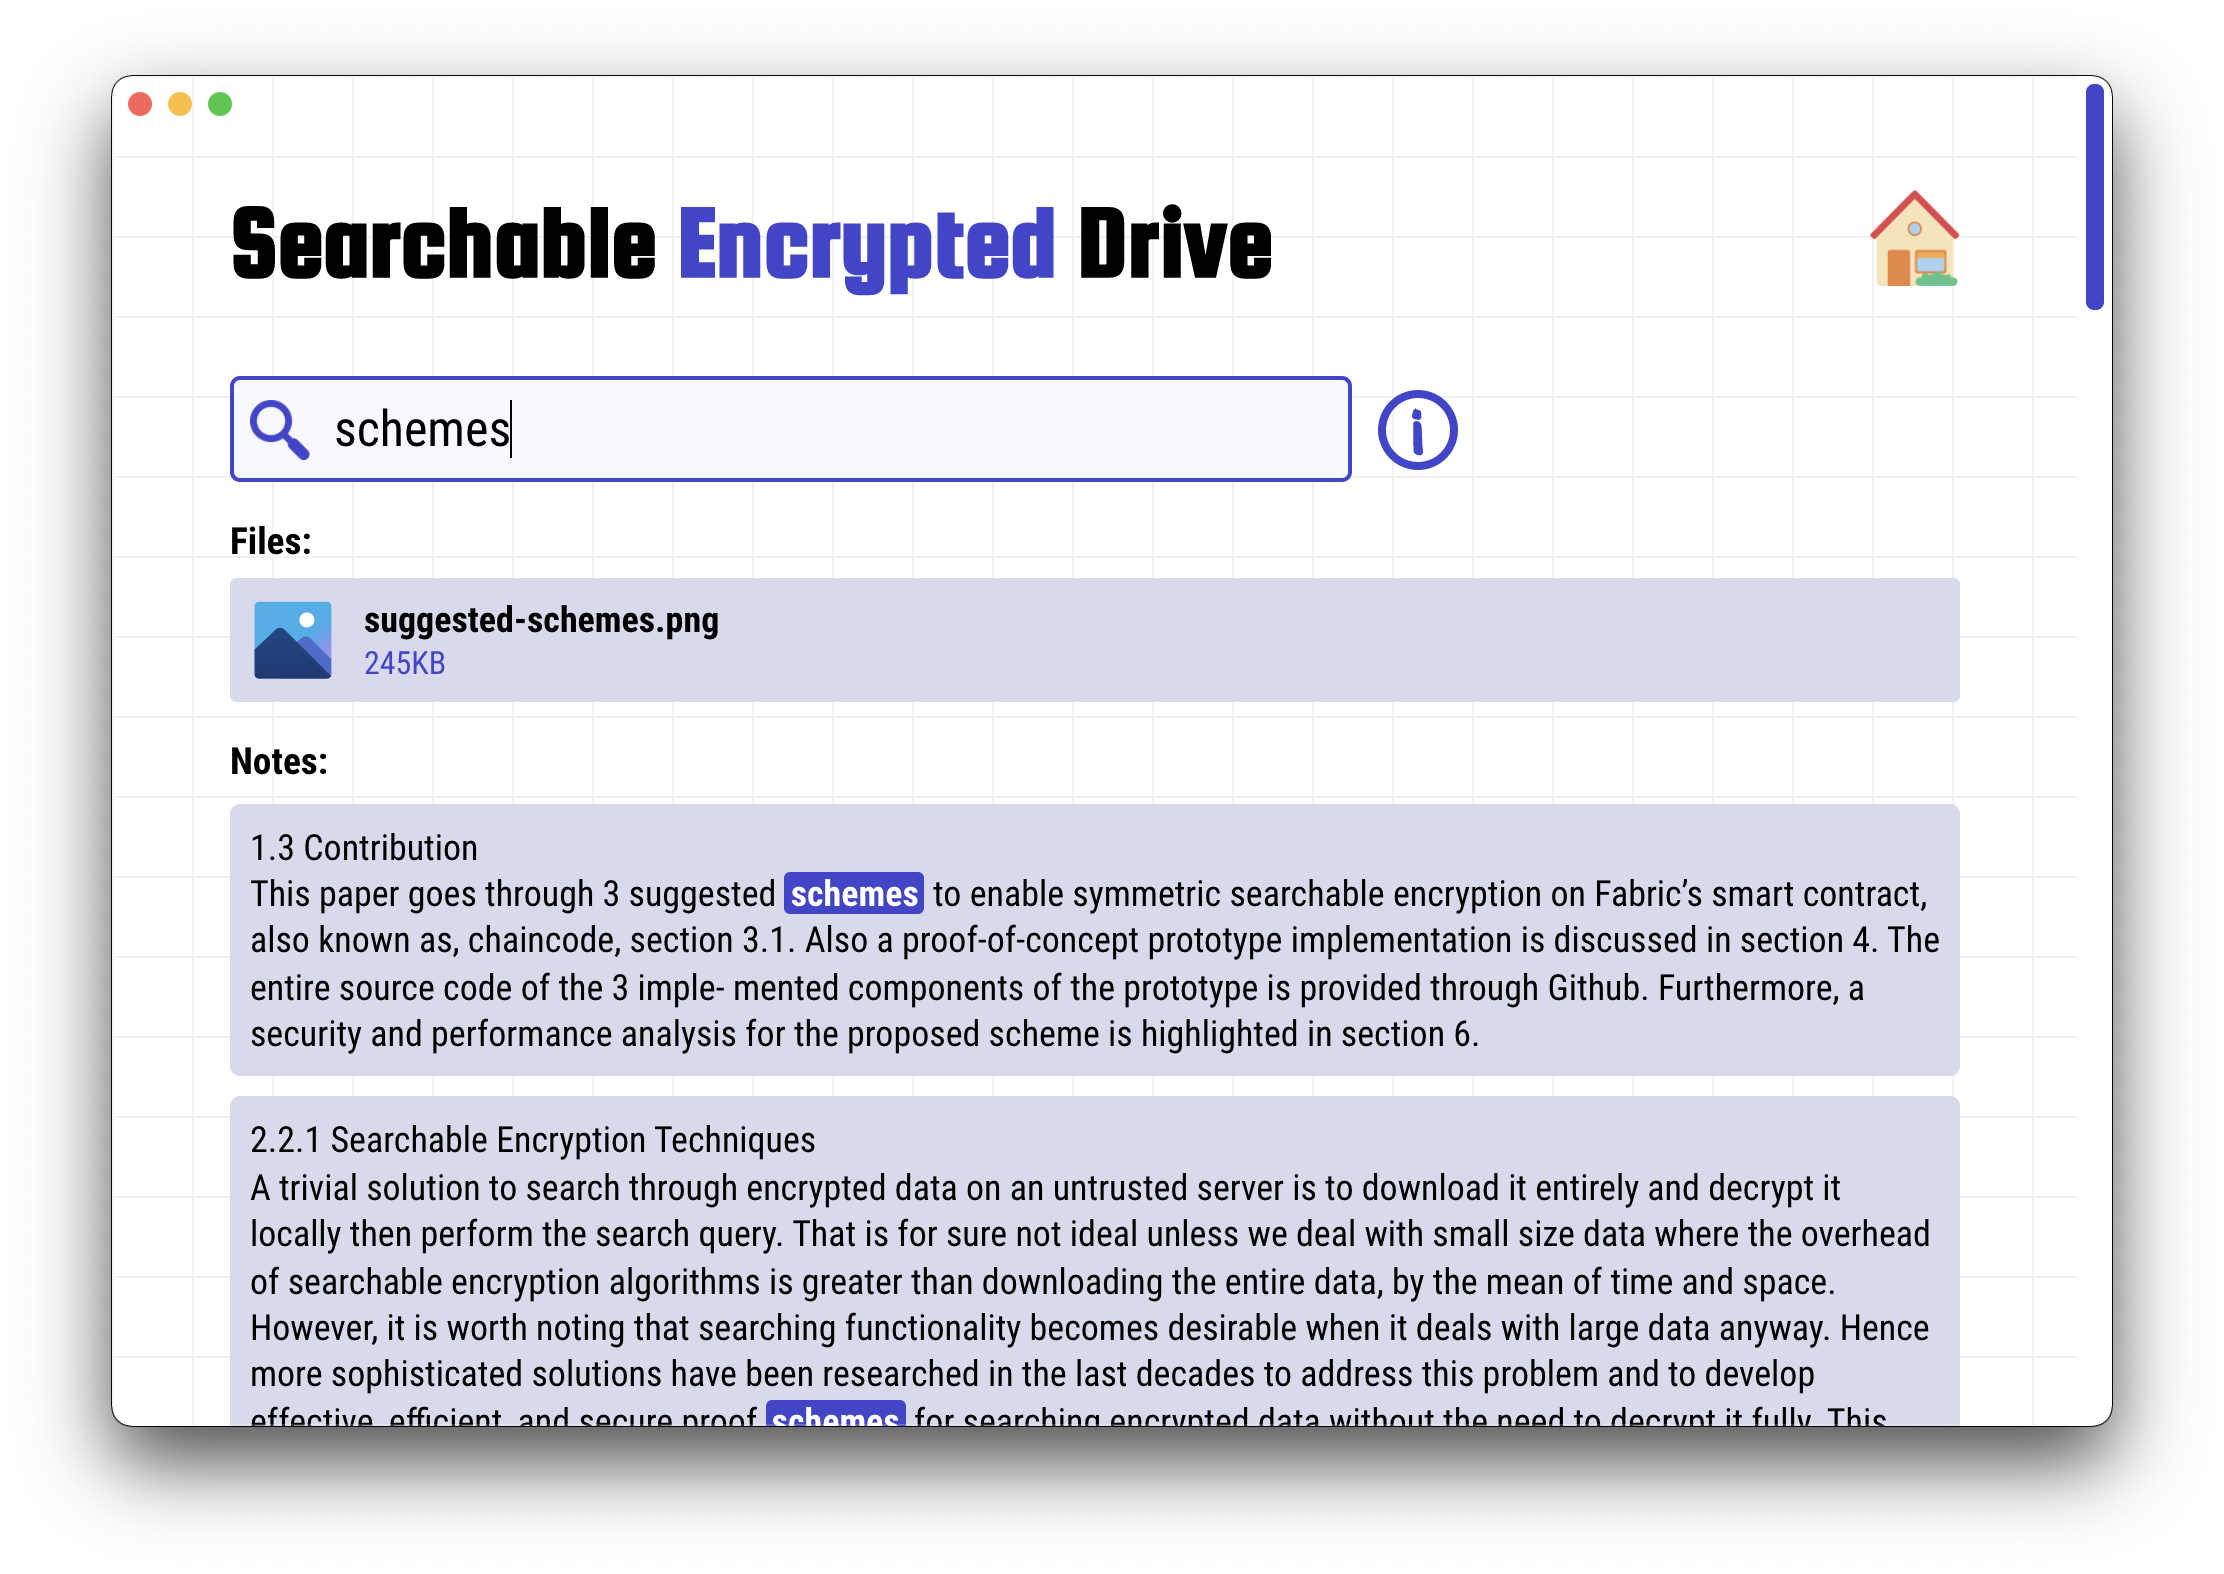 Searchable Encrypted Drive
schemes
Files:
suggested-schemes.png
245KB
Notes:
1.3 Contribution
This paper goes through 3 suggested schemes to enable symmetric searchable encryption on Fabric’s smart contract,
also known as, chaincode, section 3.1. Also a proof-of-concept prototype implementation is discussed in section 4. The
entire source code of the 3 imple- mented components of the prototype is provided through Github. Furthermore, a
security and performance analysis for the proposed scheme is highlighted in section 6.
2.2.1 Searchable Encryption Techniques
A trivial solution to search through encrypted data on an untrusted server is to download it entirely and decrypt it
locally then perform the search query. That is for sure not ideal unless we deal with small size data where the overhead
of searchable encryption algorithms is greater than downloading the entire data, by the mean of time and space.
However, it is worth noting that searching functionality becomes desirable when it deals with large data anyway. Hence
more sophisticated solutions have been researched in the last decades to address this problem and to develop
effective, efficient, and secure proof schemes for searching encrypted data without the need to decrypt it fully. This